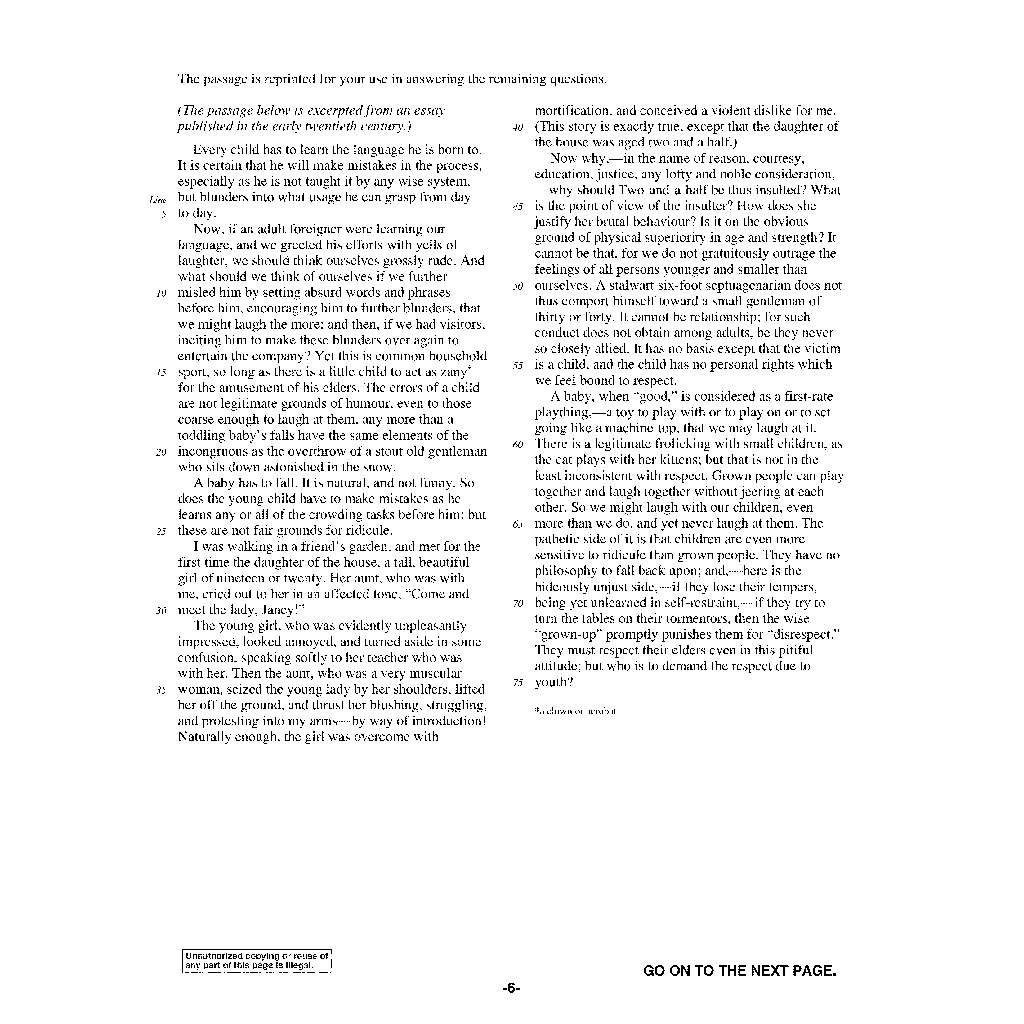 The passage is reprinted for your use in answering the remaining questions.
(The passage below is excerpted from an essay
published in the early twentieth century.)
Every child has to learn the language he is born to.
It is certain that he will make mistakes in the process,
especially as he is not taught it by any wise system,
Line but blunders into what usage he can grasp from day
5 to day.
Now, if an adult foreigner were learning our
language, and we greeted his efforts with yells of
laughter, we should think ourselves grossly rude. And
what should we think of ourselves if we further
10 misled him by setting absurd words and phrases
before him, encouraging him to further blunders, that
we might laugh the more; and then, if we had visitors,
inciting him to make these blunders over again to
entertain the company? Yet this is common household
15 sport, so long as there is a little child to act as zany*
for the amusement of his elders. The errors of a child
are not legitimate grounds of humour, even to those
coarse enough to laugh at them, any more than a
toddling baby's falls have the same elements of the
20 incongruous as the overthrow of a stout old gentleman
who sits down astonished in the snow.
A baby has to fall. It is natural, and not funny. So
does the young child have to make mistakes as he
learns any or all of the crowding tasks before him; but
25 these are not fair grounds for ridicule.
I was walking in a friend's garden, and met for the
first time the daughter of the house, a tall, beautiful
girl of nineteen or twenty. Her aunt, who was with
me, cried out to her in an affected tone, "Come and
30 meet the lady, Janey!"
The young girl, who was evidently unpleasantly
impressed, looked annoyed, and turned aside in some
confusion, speaking softly to her teacher who was
with her. Then the aunt, who was a very muscular
35 woman, seized the young lady by her shoulders, lifted
her off the ground, and thrust her blushing, struggling,
and protesting into my arms—by way of introduction!
Naturally enough, the girl was overcome with
mortification, and conceived a violent dislike for me.
40 (This story is exactly true, except that the daughter of
the house was aged two and a half.)
Now why,—in the name of reason, courtesy,
education, justice, any lofty and noble consideration,
—why should Two-and-a-half be thus insulted? What
45 is the point of view of the insulter? How does she
justify her brutal behaviour? Is it on the obvious
ground of physical superiority in age and strength? It
cannot be that, for we do not gratuitously outrage the
feelings of all persons younger and smaller than
50 ourselves. A stalwart six-foot septuagenarian does not
thus comport himself toward a small gentleman of
thirty or forty. It cannot be relationship; for such
conduct does not obtain among adults, be they never
so closely allied. It has no basis except that the victim
55 is a child, and the child has no personal rights which
we feel bound to respect.
A baby, when "good," is considered as a first-rate
plaything,—a toy to play with or to play on or to set
going like a machine-top, that we may laugh at it.
60 There is a legitimate frolicking with small children, as
the cat plays with her kittens; but that is not in the
least inconsistent with respect. Grown people can play
together and laugh together without jeering at each
other. So we might laugh with our children, even
65 more than we do, and yet never laugh at them. The
pathetic side of it is that children are even more
sensitive to ridicule than grown people. They have no
philosophy to fall back upon; and,—here is the
hideously unjust side,—if they lose their tempers,
70 being yet unlearned in self-restraint,—if they try to
turn the tables on their tormentors, then the wise
"grown-up" promptly punishes them for "disrespect."
They must respect their elders even in this pitiful
attitude; but who is to demand the respect due to
75 youth?
*a clown or acrobat
Unauthorized copying or reuse of
any part of this page is illegal.
GO ON TO THE NEXT PAGE.
-6-